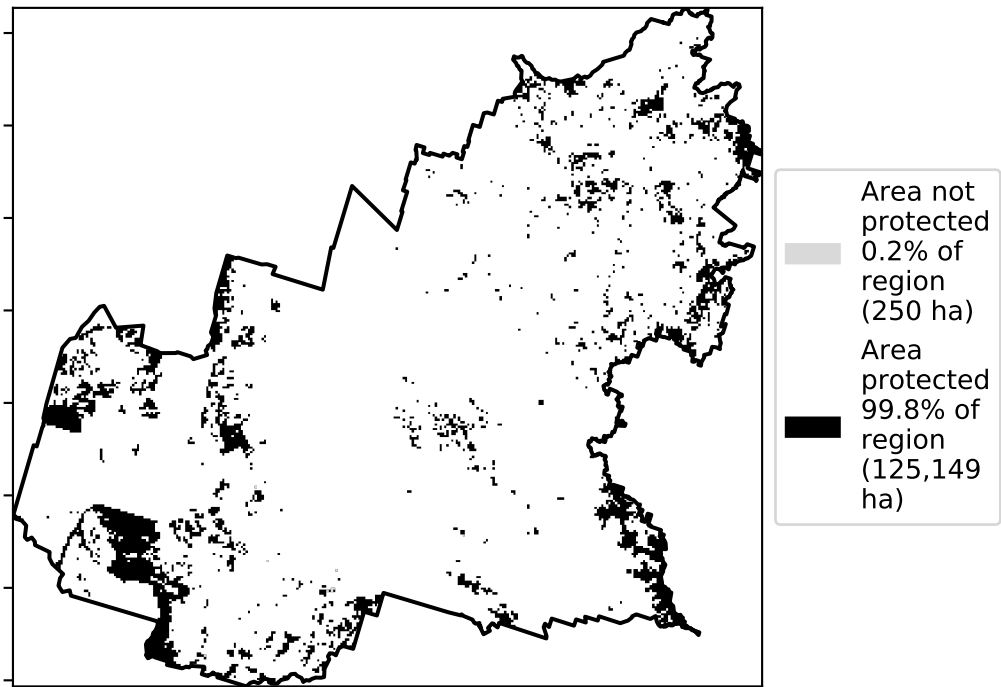 Area not
protected
0.2% of
region
(250 ha)
Area
protected
99.8% of
region
(125,149
ha)